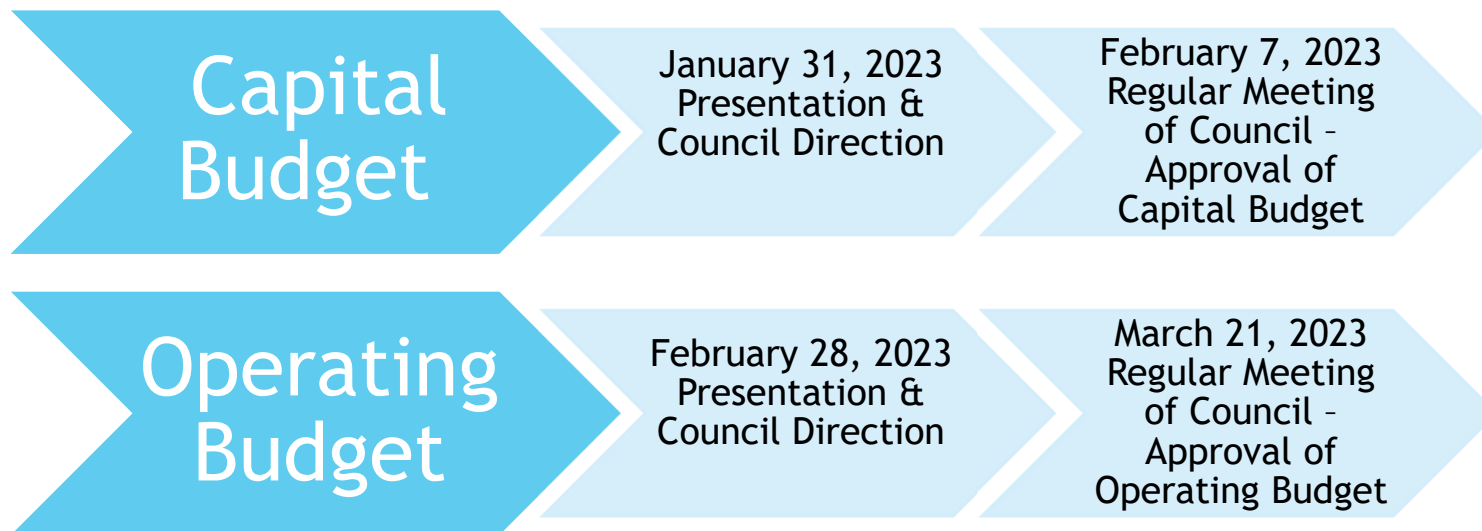 Capital
Budget
January 31, 2023
Presentation &
Council Direction
February 7, 2023
Regular Meeting
of Council –
Approval of
Capital Budget
Operating
Budget
February 28, 2023
Presentation &
Council Direction
March 21, 2023
Regular Meeting
of Council –
Approval of
Operating Budget